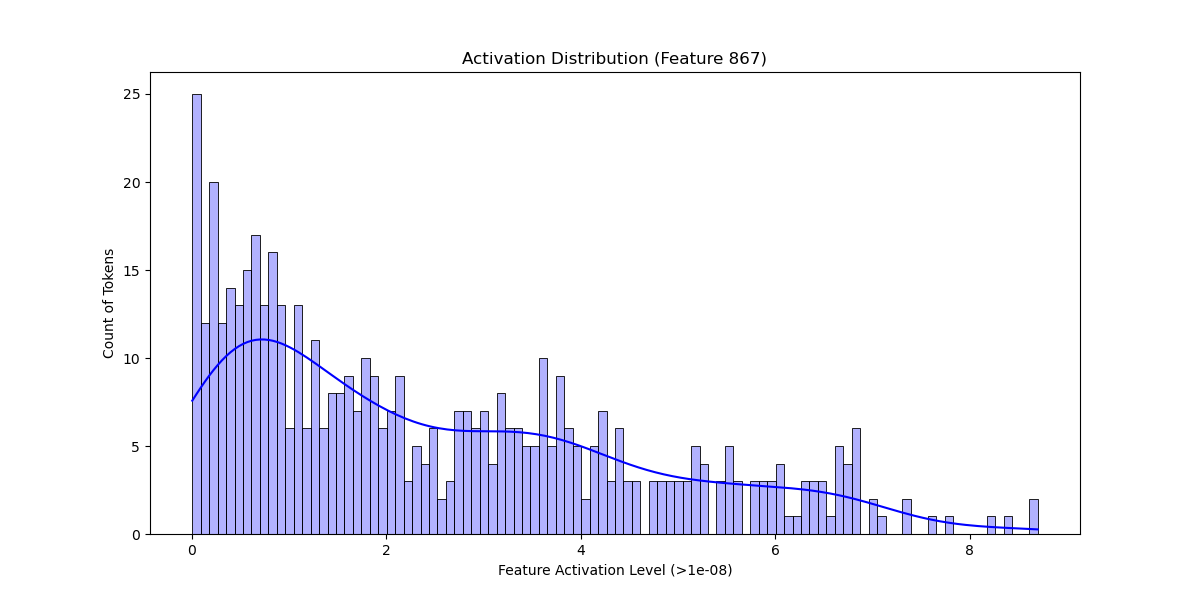 Activation Distribution (Feature 867)
25
20
15
10
5
0
Count of Tokens
0 2 4 6 8
Feature Activation Level (>1e-08)